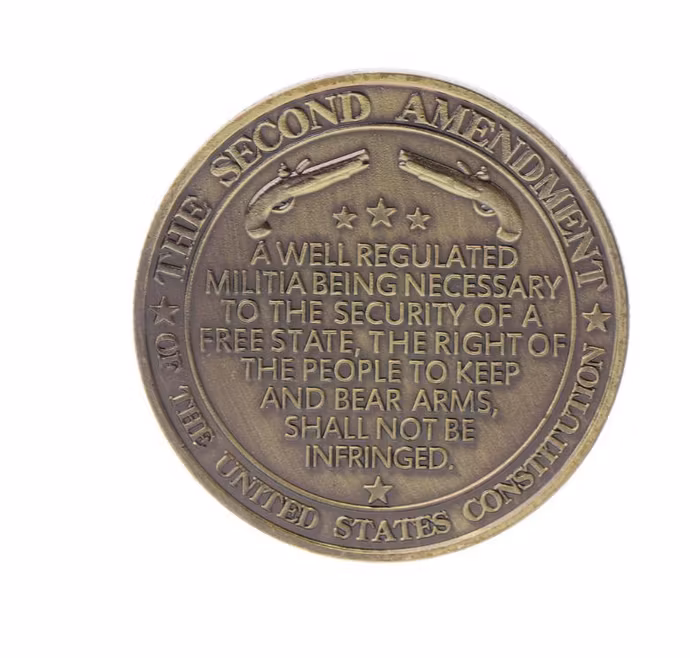 THE SECOND AMENDMENT
A WELL REGULATED
MILITIA BEING NECESSARY
TO THE SECURITY OF A
FREE STATE, THE RIGHT OF
THE PEOPLE TO KEEP
AND BEAR ARMS,
SHALL NOT BE
INFRINGED.
OF THE UNITED STATES CONSTITUTION